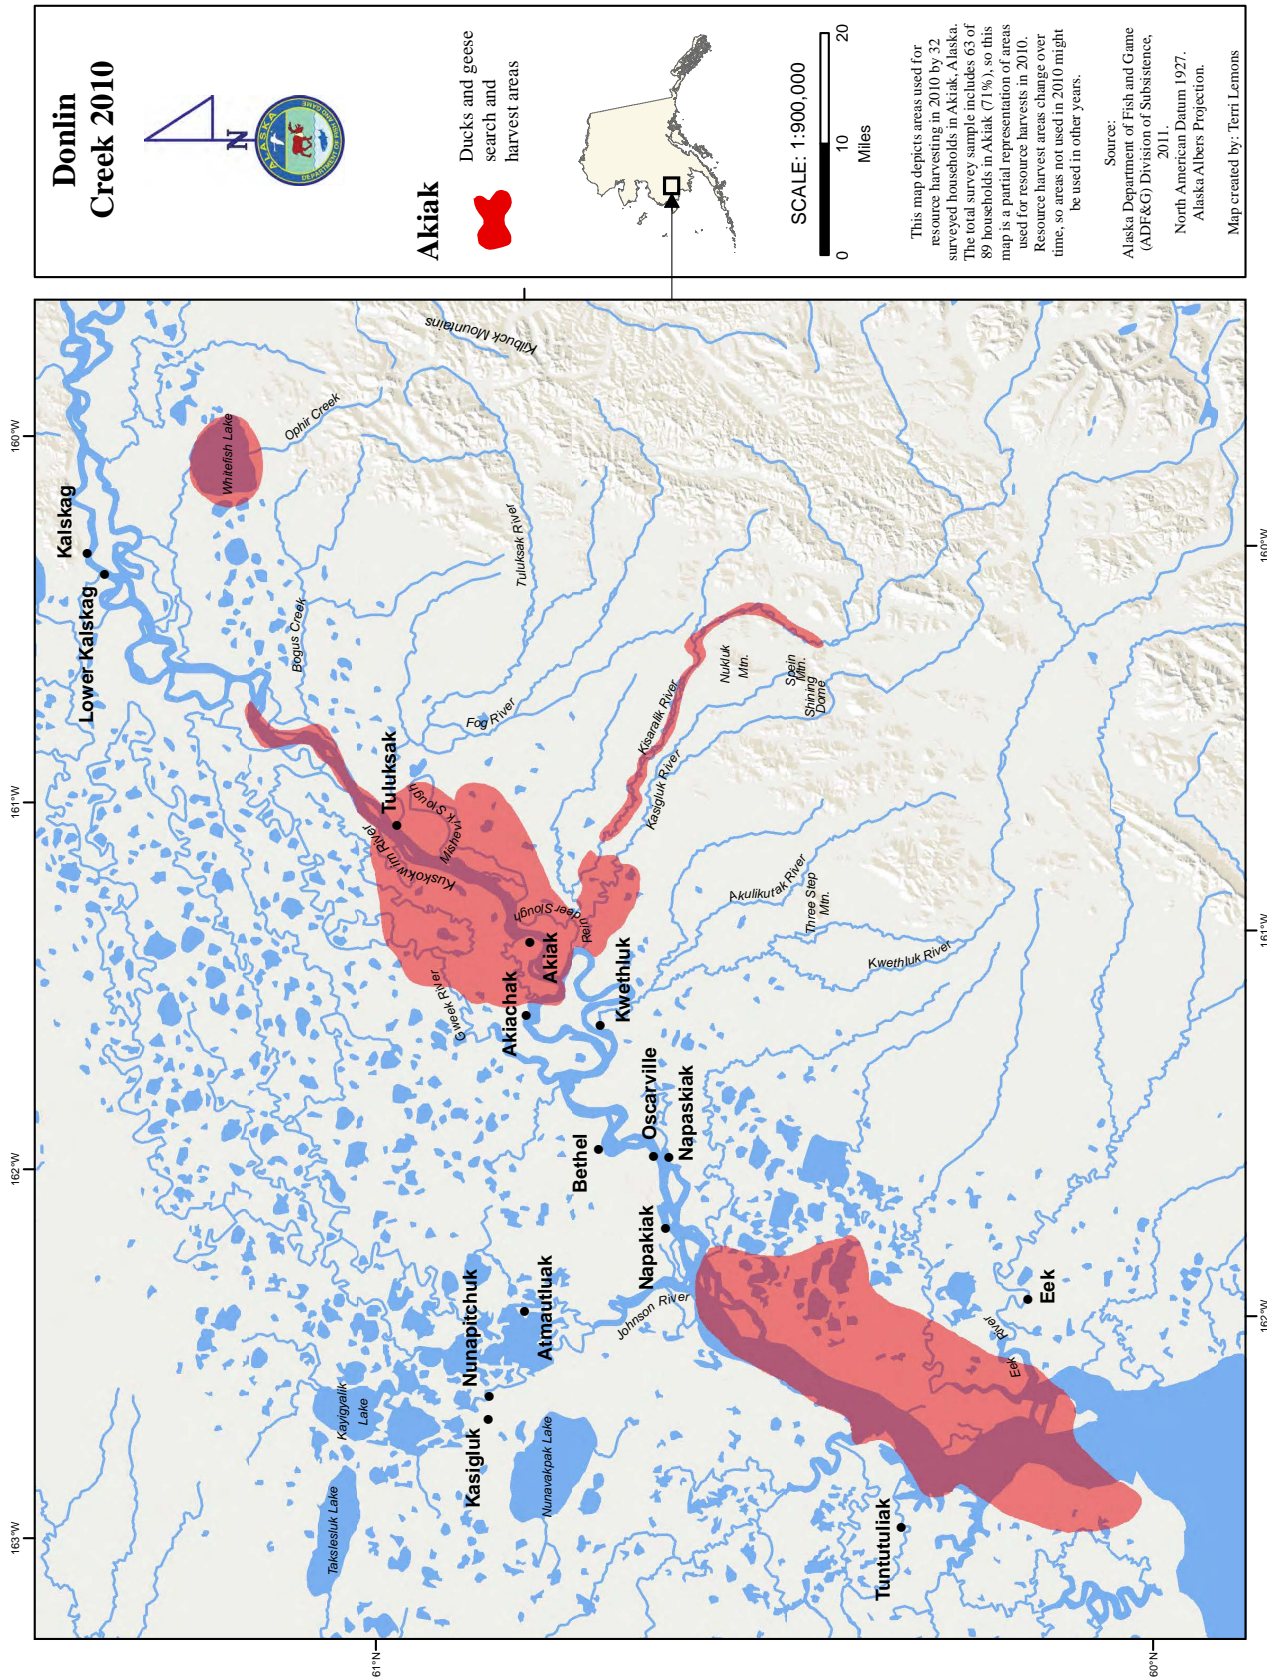 Donlin
Creek 2010
N
ALASKA
Akiak
Ducks and geese
search and
harvest areas
SCALE: 1:900,000
0
10
20
Miles
This map depicts areas used for
resource harvesting in 2010 by 32
surveyed households in Akiak, Alaska.
The total survey sample includes 63 of
89 households in Akiak (71%), so this
map is a partial representation of areas
used for resource harvests in 2010.
Resource harvest areas change over
time, so areas not used in 2010 might
be used in other years.
Source:
Alaska Department of Fish and Game
(ADF&G) Division of Subsistence,
2011.
North American Datum 1927.
Alaska Albers Projection.
Map created by: Terri Lemons
163°W
162°W
161°W
160°W
61°N
60°N
162°W
161°W
160°W
Kalskag
Lower Kalskag
Whitefish Lake
Ophir Creek
Kilbuck Mountains
Bogus Creek
Tuluksak River
Fog River
Tuluksak
Mishevik Slough
Kuskokwim River
Kisaralik River
Kasigluk River
Nukluk
Mtn.
Spein
Mtn.
Shining
Dome
Reindeer Slough
Akiak
Gweek River
Akiachak
Kwethluk
Akulikutak River
Three Step
Mtn.
Kwethluk River
Bethel
Oscarville
Napaskiak
Napakiak
Johnson River
Nunapitchuk
Atmautluak
Kasigluk
Kayigyalik
Lake
Takslesluk Lake
Nunavakpak Lake
Tuntutuliak
Eek River
Eek